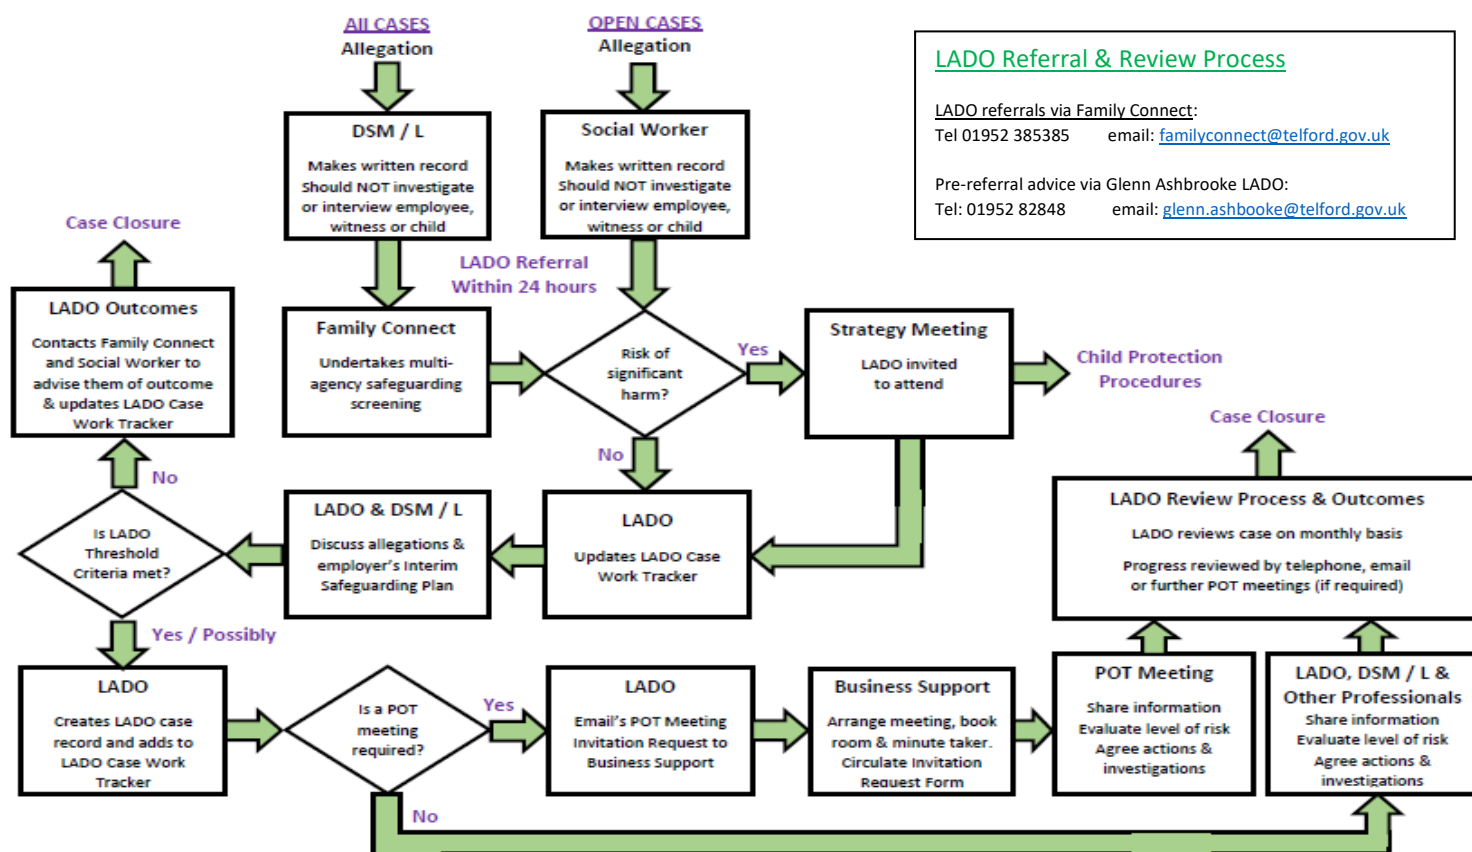 All CASES
Allegation
OPEN CASES
Allegation
LADO Referral & Review Process
LADO referrals via Family Connect:
Tel 01952 385385 email: familyconnect@telford.gov.uk
Pre-referral advice via Glenn Ashbrooke LADO:
Tel: 01952 82848 email: glenn.ashbooke@telford.gov.uk
DSM / L
Makes written record
Should NOT investigate
or interview employee,
witness or child
Social Worker
Makes written record
Should NOT investigate
or interview employee,
witness or child
LADO Referral
Within 24 hours
Case Closure
LADO Outcomes
Contacts Family Connect
and Social Worker to
advise them of outcome
& updates LADO Case
Work Tracker
Family Connect
Undertakes multi-
agency safeguarding
screening
Risk of
significant
harm?
Yes
Strategy Meeting
LADO invited
to attend
Child Protection
Procedures
No
No
Is LADO
Threshold
Criteria met?
LADO & DSM / L
Discuss allegations &
employer's Interim
Safeguarding Plan
LADO
Updates LADO Case
Work Tracker
Case Closure
LADO Review Process & Outcomes
LADO reviews case on monthly basis
Progress reviewed by telephone, email
or further POT meetings (if required)
Yes / Possibly
LADO
Creates LADO case
record and adds to
LADO Case Work
Tracker
Is a POT
meeting
required?
Yes
LADO
Email's POT Meeting
Invitation Request to
Business Support
Business Support
Arrange meeting, book
room & minute taker.
Circulate Invitation
Request Form
POT Meeting
Share information
Evaluate level of risk
Agree actions &
investigations
LADO, DSM / L &
Other Professionals
Share information
Evaluate level of risk
Agree actions &
investigations
No